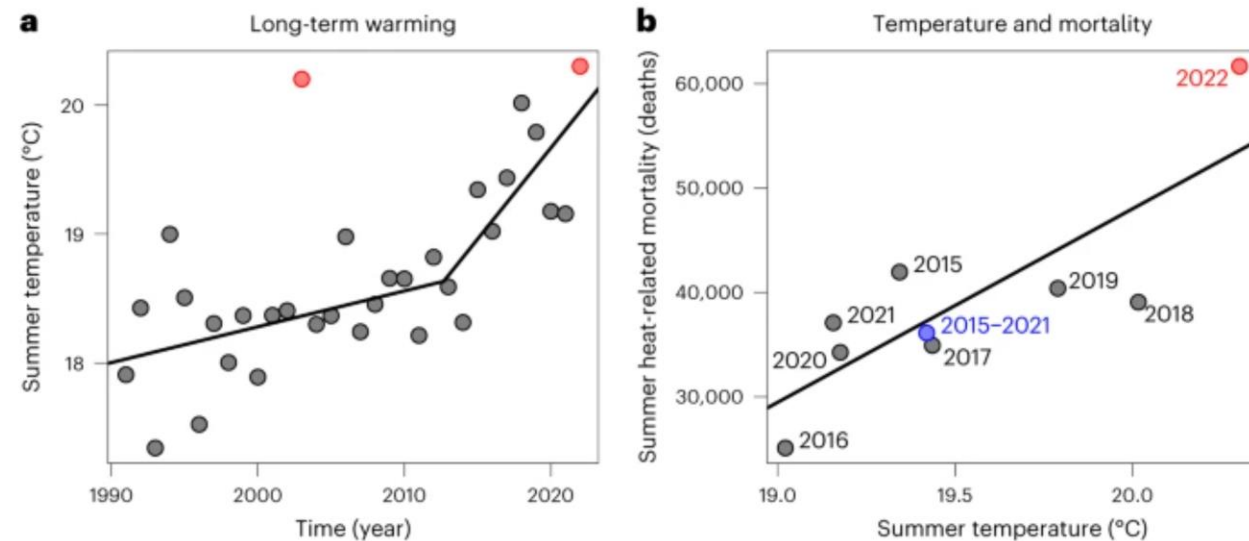 a
Long-term warming
Summer temperature (°C)
20
19
18
1990
2000
2010
2020
Time (year)
b
Temperature and mortality
Summer heat-related mortality (deaths)
60,000
50,000
40,000
30,000
2022
2015
2019
2018
2021
2015–2021
2020
2017
2016
19.0
19.5
20.0
Summer temperature (°C)